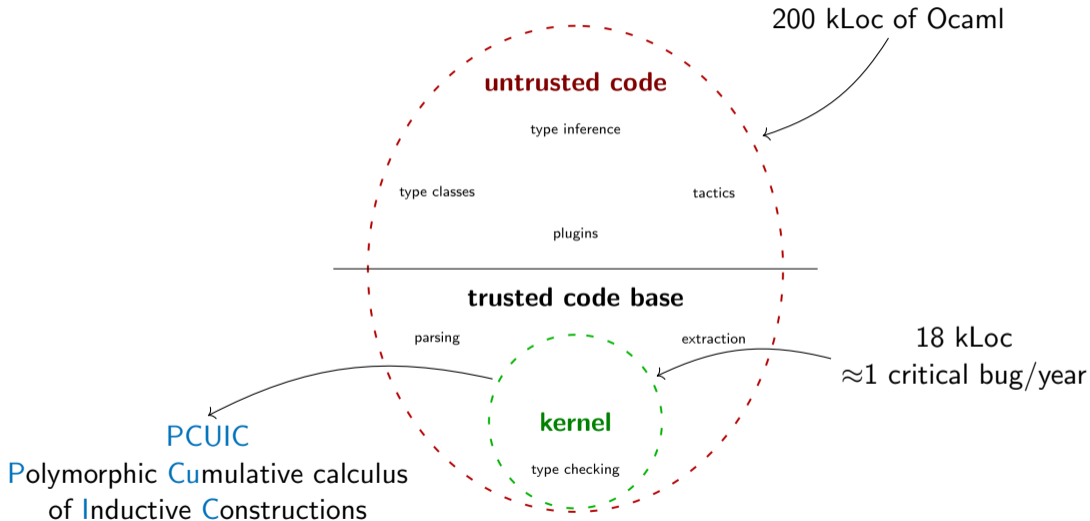 200 kLoc of Ocaml
untrusted code
type inference
type classes
tactics
plugins
trusted code base
parsing
extraction
18 kLoc
≈1 critical bug/year
kernel
type checking
PCUIC
Polymorphic Cumulative calculus
of Inductive Constructions